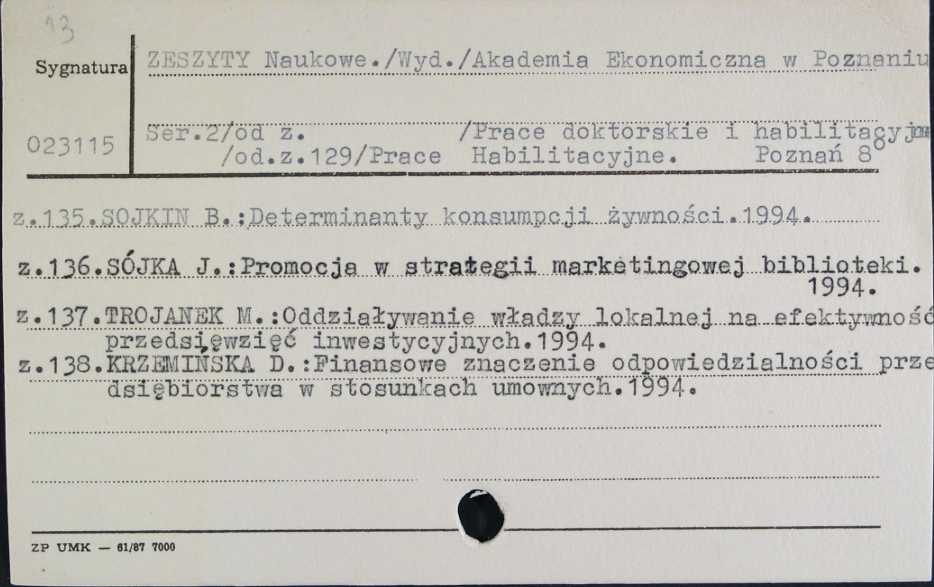 13
Sygnatura
ZESZYTY Naukowe./Wyd./Akademia Ekonomiczna w Poznaniu
023115
Ser.2/od z. /Prace doktorskie i habilitacyjne
/od.z.129/Prace Habilitacyjne. Poznań 8°
z.135.SOJKIN B.:Determinanty konsumpcji żywności.1994.
z.136.SÓJKA J.:Promocja w strategii marketingowej biblioteki.
1994.
z.137.TROJANEK M.:Oddziaływanie władzy lokalnej na efektywność
przedsięwzięć inwestycyjnych.1994.
z.138.KRZEMIŃSKA D.:Finansowe znaczenie odpowiedzialności prze
dsiębiorstwa w stosunkach umownych.1994.
ZP UMK — 61/87 7000